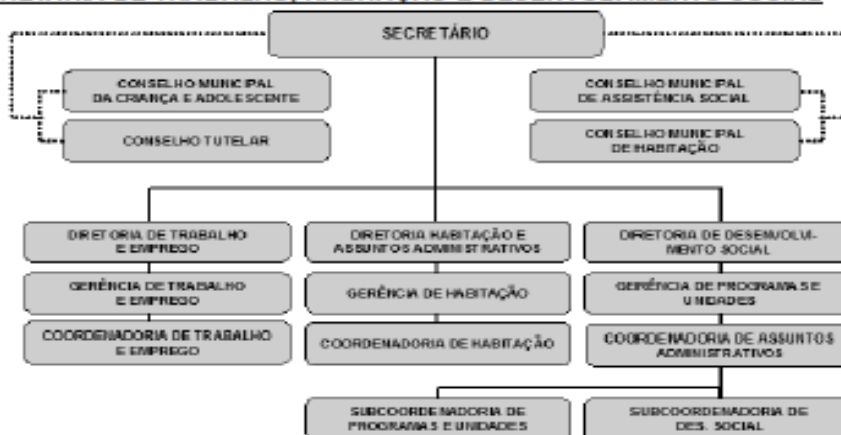 SECRETÁRIO
CONSELHO MUNICIPAL
DA CRIANÇA E ADOLESCENTE
CONSELHO TUTELAR
CONSELHO MUNICIPAL
DE ASSISTÊNCIA SOCIAL
CONSELHO MUNICIPAL
DE HABITAÇÃO
DIRETORIA DE TRABALHO
E EMPREGO
DIRETORIA HABITAÇÃO E
ASSUNTOS ADMINISTRATIVOS
DIRETORIA DE DESENVOLVI-
MENTO SOCIAL
GERÊNCIA DE TRABALHO
E EMPREGO
GERÊNCIA DE HABITAÇÃO
GERÊNCIA DE PROGRAMAS E
UNIDADES
COORDENADORIA DE TRABALHO
E EMPREGO
COORDENADORIA DE HABITAÇÃO
COORDENADORIA DE ASSUNTOS
ADMINISTRATIVOS
SUBCOORDENADORIA DE
PROGRAMAS E UNIDADES
SUBCOORDENADORIA DE
DES. SOCIAL